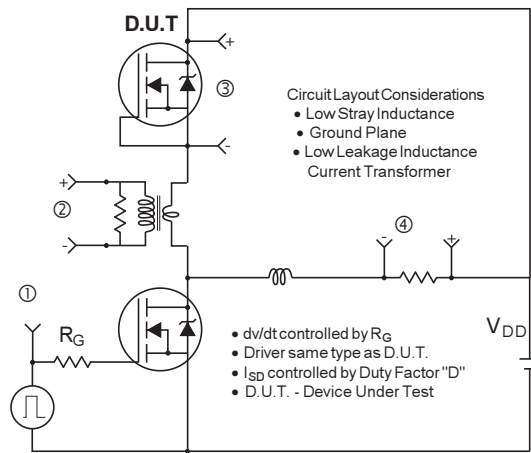 D.U.T
+
③
-
Circuit Layout Considerations
• Low Stray Inductance
• Ground Plane
• Low Leakage Inductance
Current Transformer
+
②
-
④
- +
①
RG
VDD
• dv/dt controlled by RG
• Driver same type as D.U.T.
• ISD controlled by Duty Factor "D"
• D.U.T. - Device Under Test